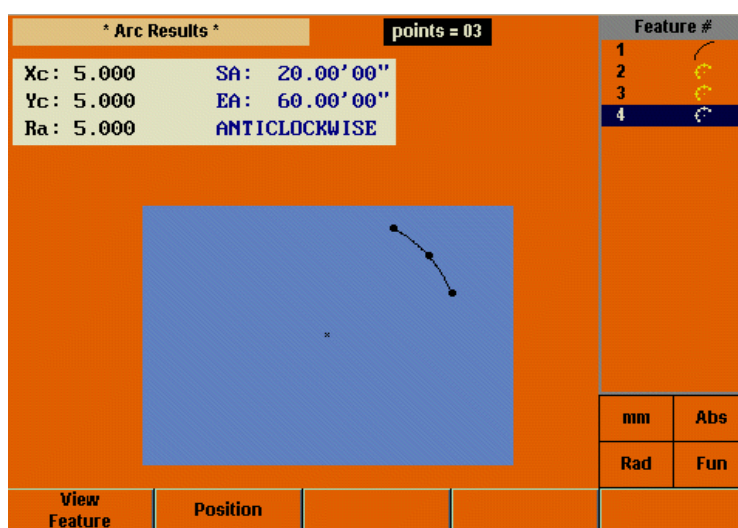 * Arc Results *
points = 03
Xc: 5.000 SA: 20.00'00"
Yc: 5.000 EA: 60.00'00"
Ra: 5.000 ANTICLOCKWISE
Feature #
1
2
3
4
mm Abs
Rad Fun
View
Feature
Position